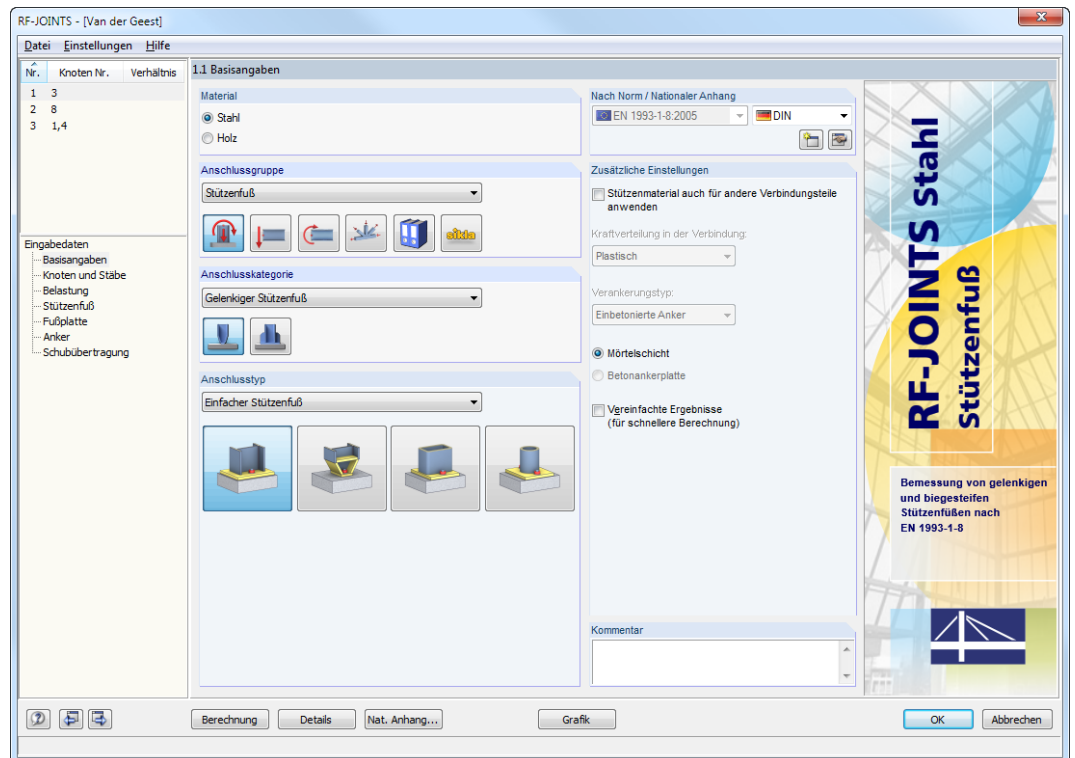 RF-JOINTS - [Van der Geest]
Datei Einstellungen Hilfe
Nr. Knoten Nr. Verhältnis
1 3
2 8
3 1,4
Eingabedaten
Basisangaben
Knoten und Stäbe
Belastung
Stützenfuß
Fußplatte
Anker
Schubübertragung
1.1 Basisangaben
Material
Stahl
Holz
Anschlussgruppe
Stützenfuß
sikla
Anschlusskategorie
Gelenkiger Stützenfuß
Anschlusstyp
Einfacher Stützenfuß
Nach Norm / Nationaler Anhang
EN 1993-1-8:2005
DIN
Zusätzliche Einstellungen
Stützenmaterial auch für andere Verbindungsteile
anwenden
Kraftverteilung in der Verbindung:
Plastisch
Verankerungstyp:
Einbetonierte Anker
Mörtelschicht
Betonankerplatte
Vereinfachte Ergebnisse
(für schnellere Berechnung)
Kommentar
RF-JOINTS stahl
Stützenfuß
Bemessung von gelenkigen
und biegesteifen
Stützenfüßen nach
EN 1993-1-8
Berechnung Details Nat. Anhang... Grafik OK Abbrechen